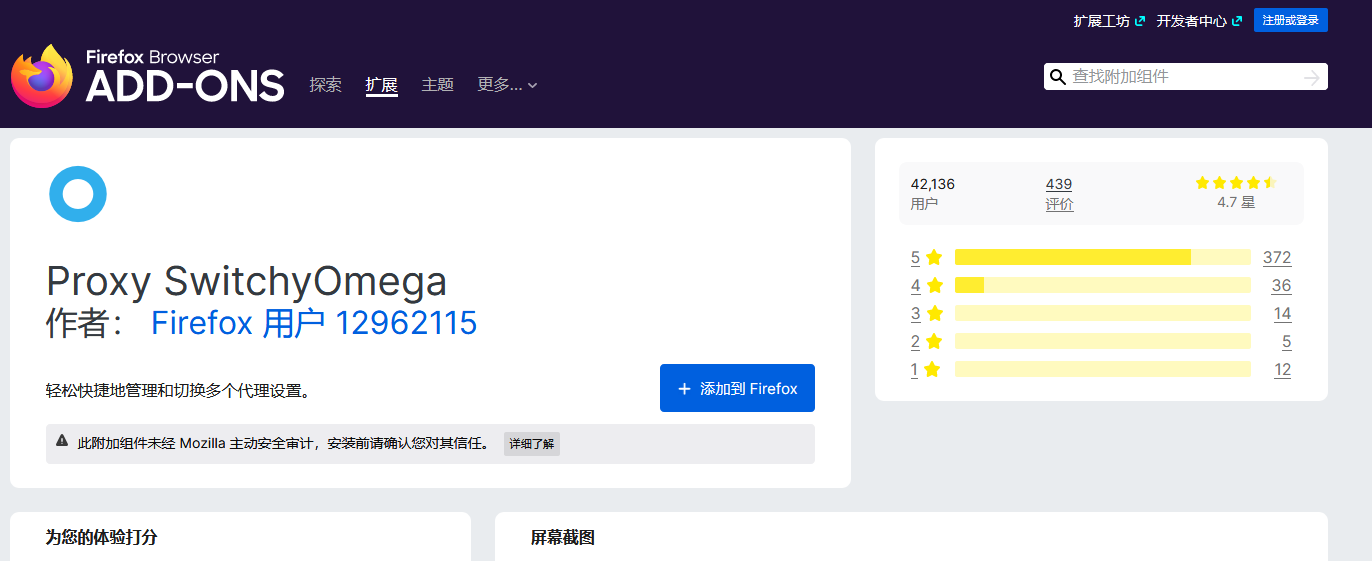 扩展工坊 开发者中心 注册或登录
Firefox Browser
ADD-ONS
探索 扩展 主题 更多...
查找附加组件
Proxy SwitchyOmega
作者： Firefox 用户 12962115
轻松快捷地管理和切换多个代理设置。
+ 添加到 Firefox
此附加组件未经 Mozilla 主动安全审计，安装前请确认您对其信任。 详细了解
42,136
用户
439
评价
4.7 星
5 372
4 36
3 14
2 5
1 12
为您的体验打分
屏幕截图